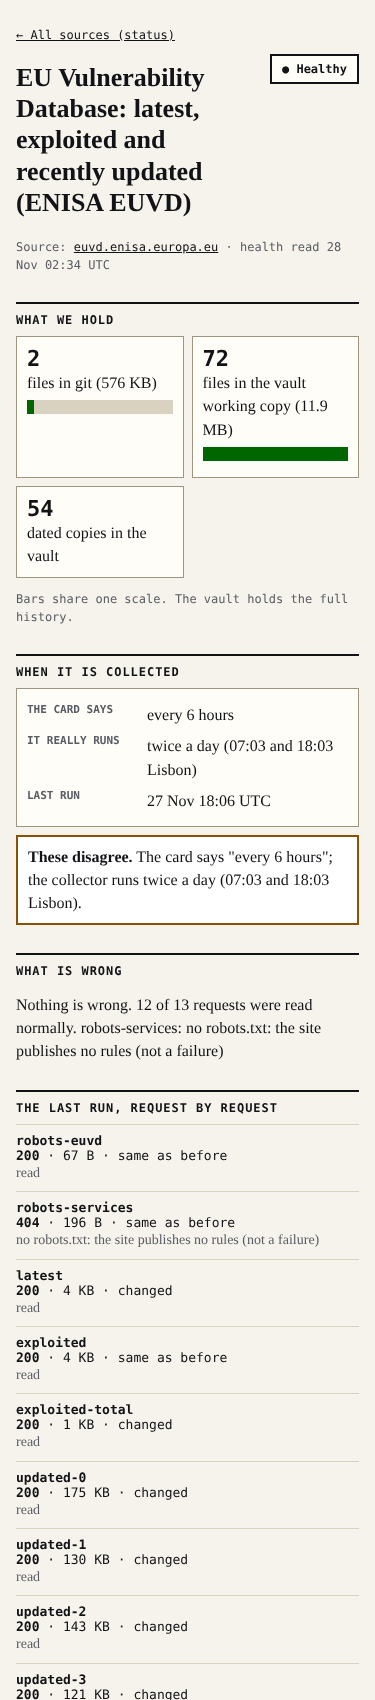 ← All sources (status)
EU Vulnerability
Database: latest,
exploited and
recently updated
(ENISA EUVD)
● Healthy
Source: euvd.enisa.europa.eu · health read 28
Nov 02:34 UTC
WHAT WE HOLD
2
files in git (576 KB)
72
files in the vault
working copy (11.9
MB)
54
dated copies in the
vault
Bars share one scale. The vault holds the full
history.
WHEN IT IS COLLECTED
THE CARD SAYS
every 6 hours
IT REALLY RUNS
twice a day (07:03 and 18:03
Lisbon)
LAST RUN
27 Nov 18:06 UTC
These disagree. The card says "every 6 hours";
the collector runs twice a day (07:03 and 18:03
Lisbon).
WHAT IS WRONG
Nothing is wrong. 12 of 13 requests were read
normally. robots-services: no robots.txt: the site
publishes no rules (not a failure)
THE LAST RUN, REQUEST BY REQUEST
robots-euvd
200 · 67 B · same as before
read
robots-services
404 · 196 B · same as before
no robots.txt: the site publishes no rules (not a failure)
latest
200 · 4 KB · changed
read
exploited
200 · 4 KB · same as before
read
exploited-total
200 · 1 KB · changed
read
updated-0
200 · 175 KB · changed
read
updated-1
200 · 130 KB · changed
read
updated-2
200 · 143 KB · changed
read
updated-3
200 · 121 KB · changed